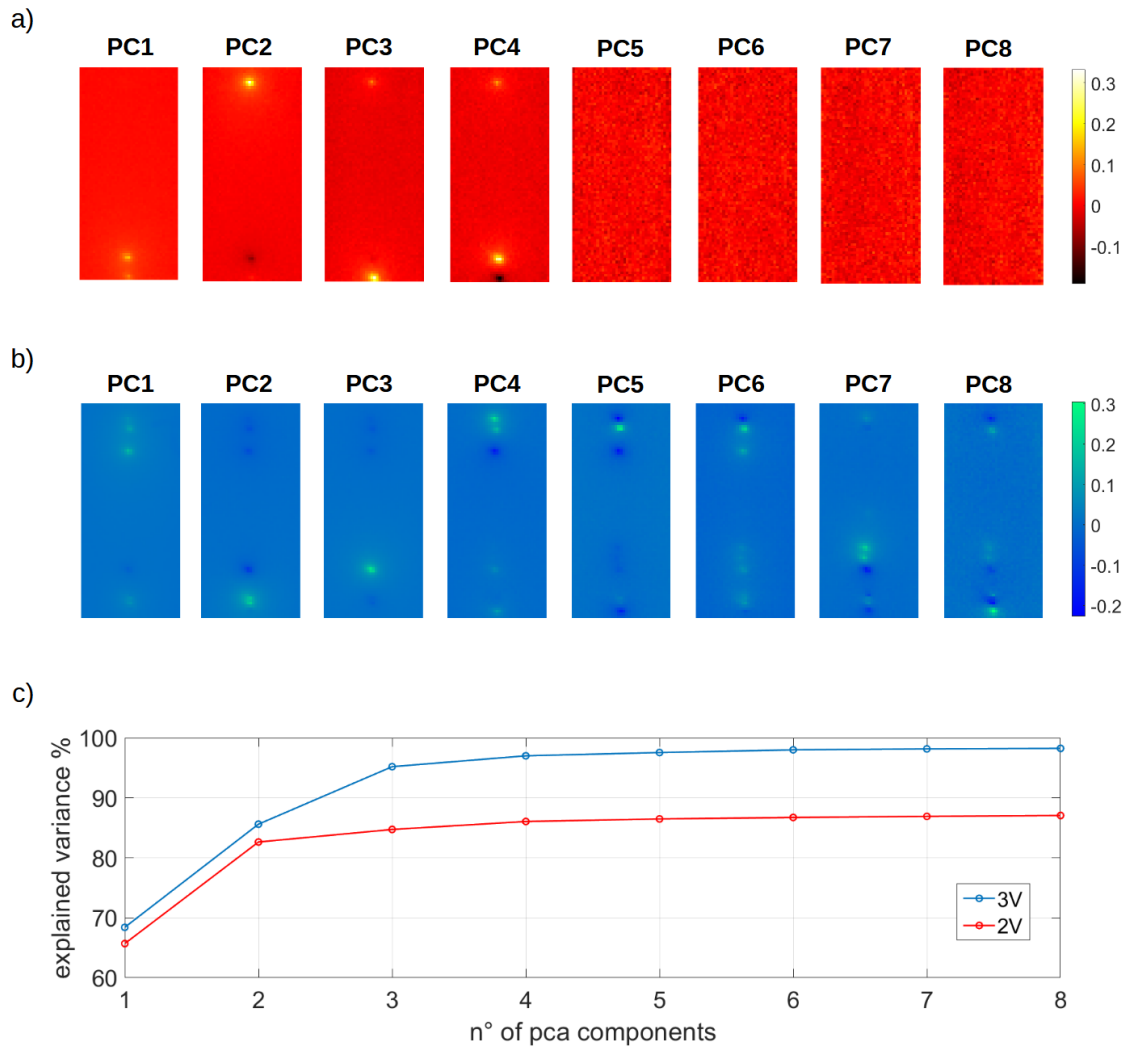 a)
PC1 PC2 PC3 PC4 PC5 PC6 PC7 PC8
0.3
0.2
0.1
0
-0.1
b)
PC1 PC2 PC3 PC4 PC5 PC6 PC7 PC8
0.3
0.2
0.1
0
-0.1
-0.2
c)
explained variance %
100
90
80
70
60
3V
2V
1 2 3 4 5 6 7 8
n° of pca components